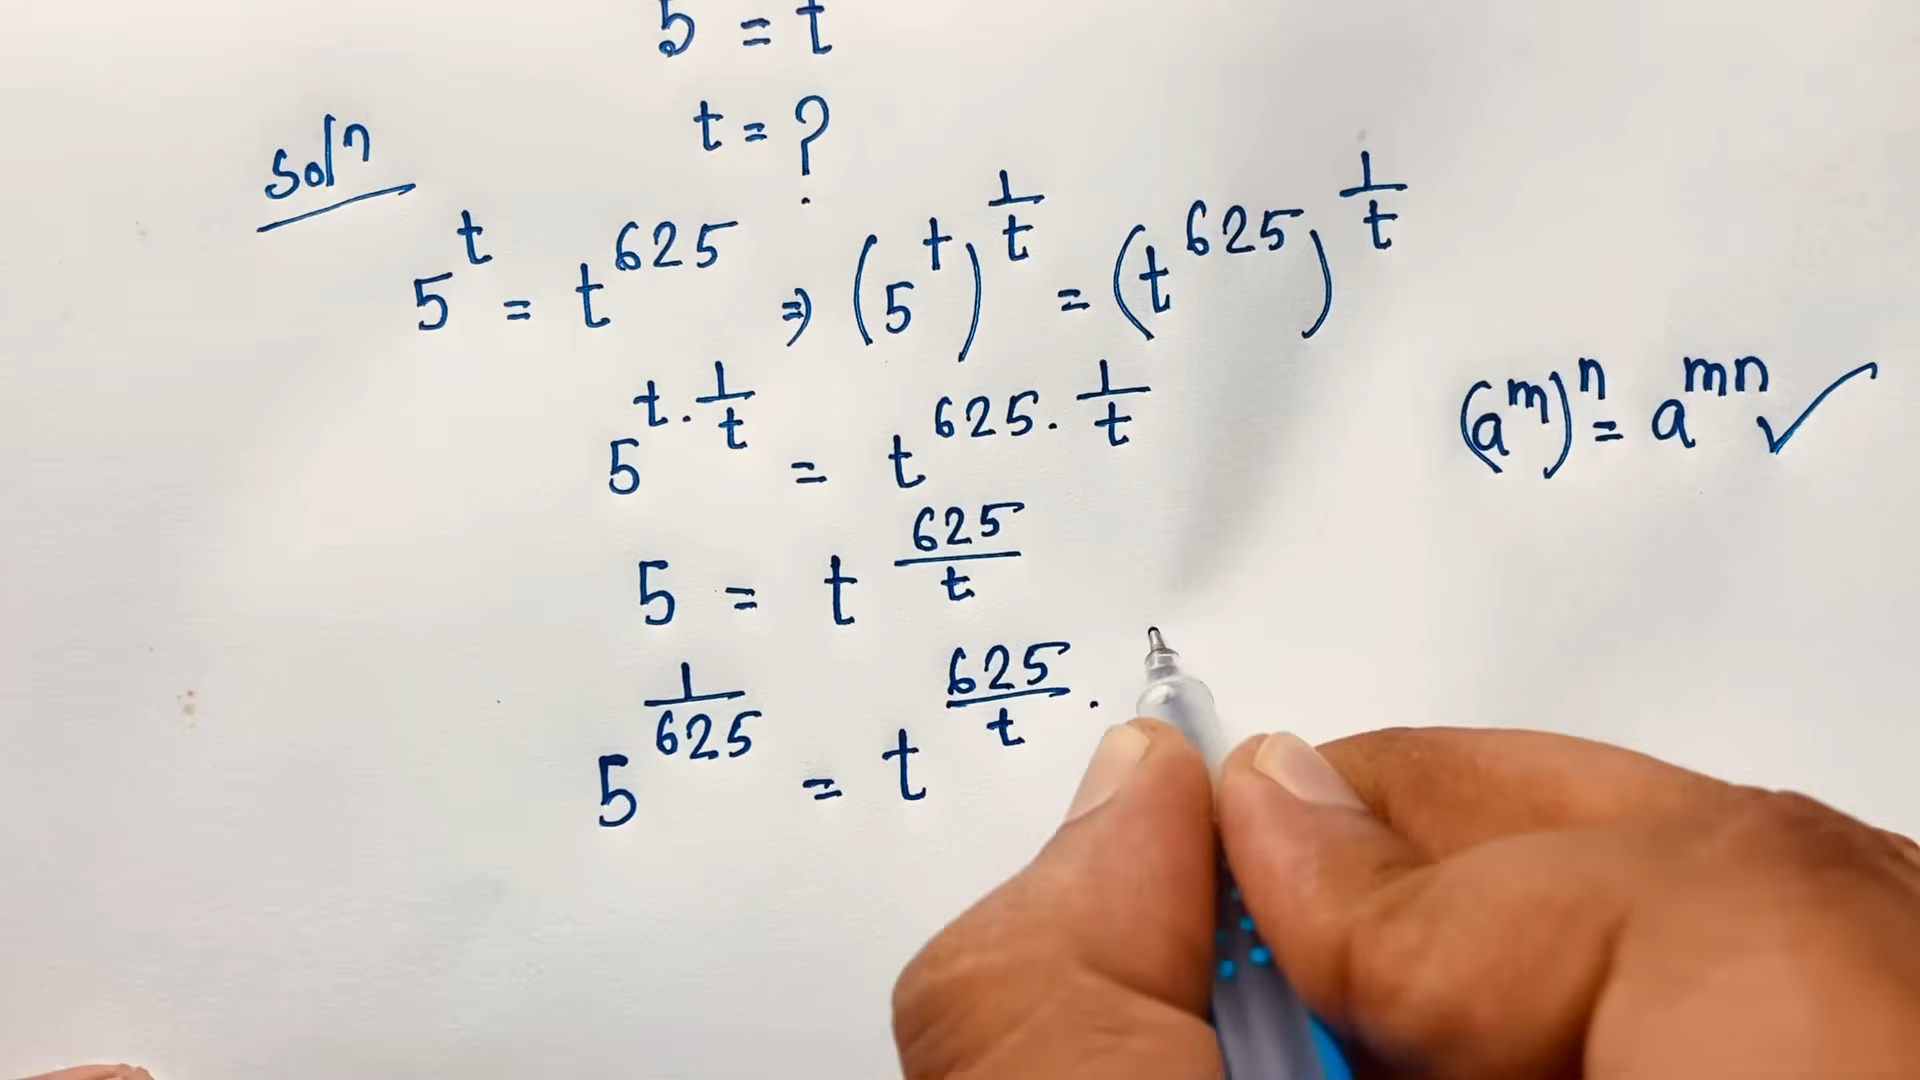 5 = t
t = ?
Solⁿ
5^t = t^625 ⇒ (5^t)^(1/t) = (t^625)^(1/t)
5^(t·1/t) = t^(625·1/t)
(a^m)^n = a^mn ✓
5 = t^(625/t)
5^(1/625) = t^(625/t ·